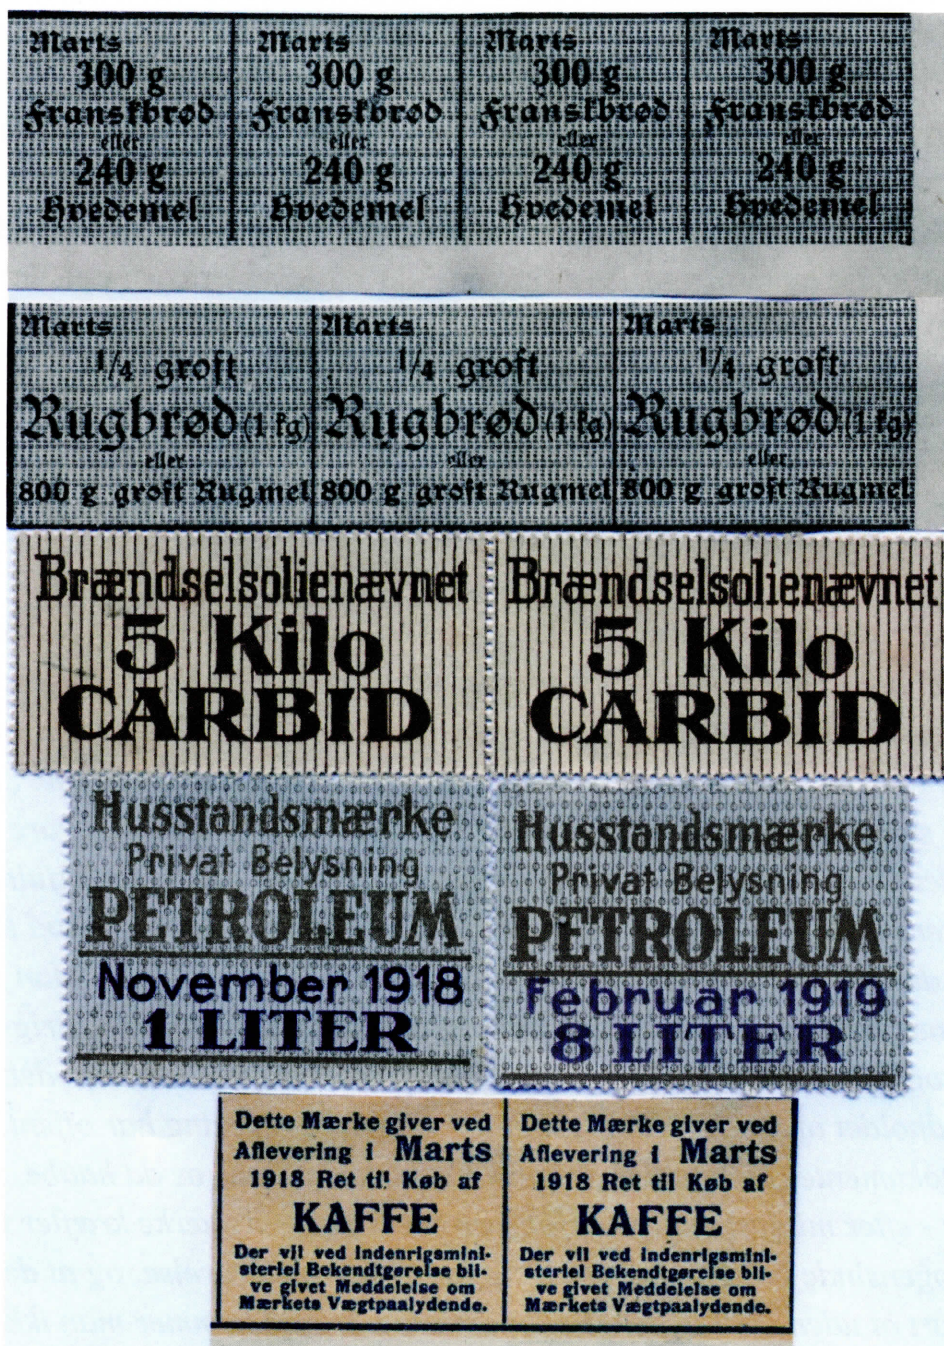 Marts
300 g
Franskbrød
eller
240 g
Hvedemel
Marts
300 g
Franskbrød
eller
240 g
Hvedemel
Marts
300 g
Franskbrød
eller
240 g
Hvedemel
Marts
300 g
Franskbrød
eller
240 g
Hvedemel
Marts
1/4 groft
Rugbrød (1 kg)
eller
800 g groft Rugmel
Marts
1/4 groft
Rugbrød (1 kg)
eller
800 g groft Rugmel
Marts
1/4 groft
Rugbrød (1 kg)
eller
800 g groft Rugmel
Brændselsolienævnet
5 Kilo
CARBID
Brændselsolienævnet
5 Kilo
CARBID
Husstandsmærke
Privat Belysning
PETROLEUM
November 1918
1 LITER
Husstandsmærke
Privat Belysning
PETROLEUM
Februar 1919
8 LITER
Dette Mærke giver ved
Aflevering i Marts
1918 Ret til Køb af
KAFFE
Der vil ved Indenrigsmini-
steriel Bekendtgørelse bli-
ve givet Meddelelse om
Mærkets Vægtpaalydende.
Dette Mærke giver ved
Aflevering i Marts
1918 Ret til Køb af
KAFFE
Der vil ved Indenrigsmini-
steriel Bekendtgørelse bli-
ve givet Meddelelse om
Mærkets Vægtpaalydende.